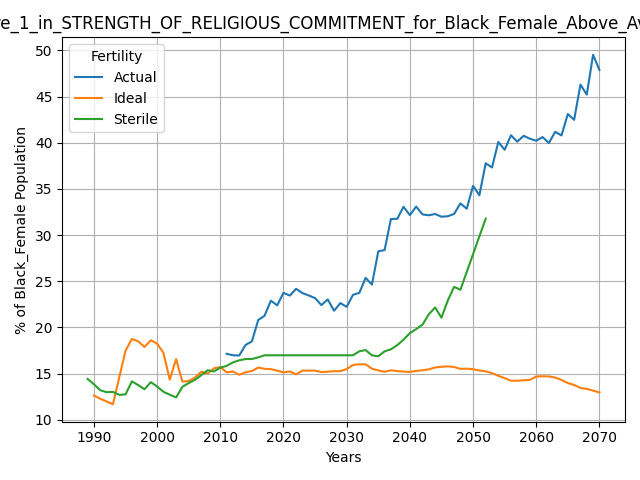 e_1_in_STRENGTH_OF_RELIGIOUS_COMMITMENT_for_Black_Female_Above_Av
Fertility
Actual
Ideal
Sterile
% of Black_Female Population
50
45
40
35
30
25
20
15
10
1990 2000 2010 2020 2030 2040 2050 2060 2070
Years